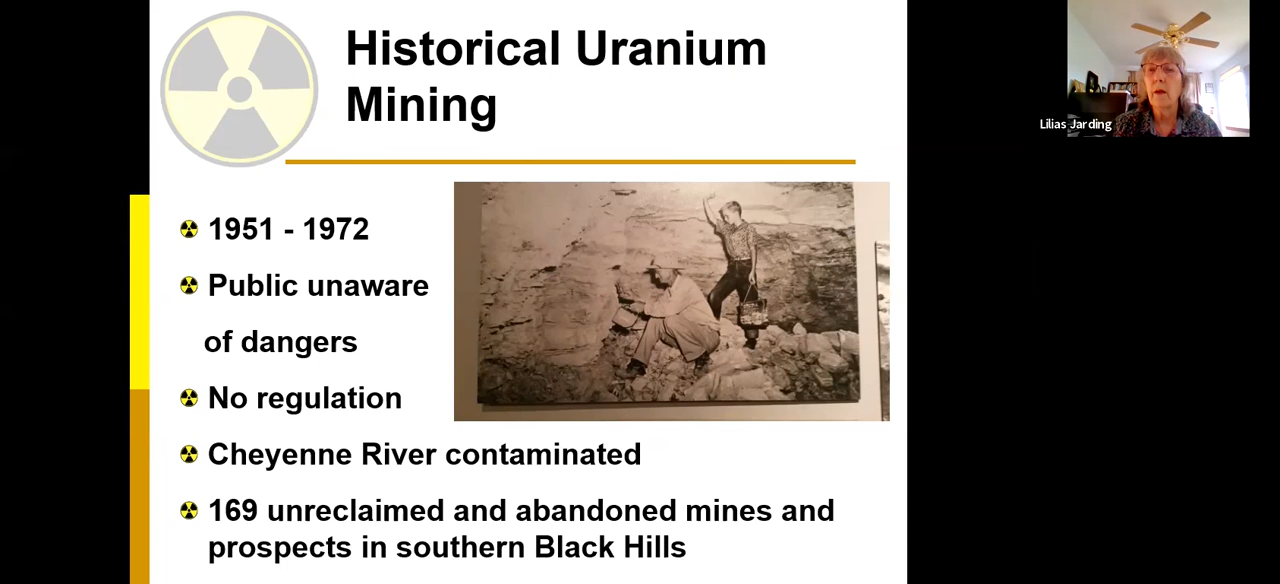 Historical Uranium
Mining
Lilias Jarding
1951 - 1972
Public unaware
of dangers
No regulation
Cheyenne River contaminated
169 unreclaimed and abandoned mines and
prospects in southern Black Hills